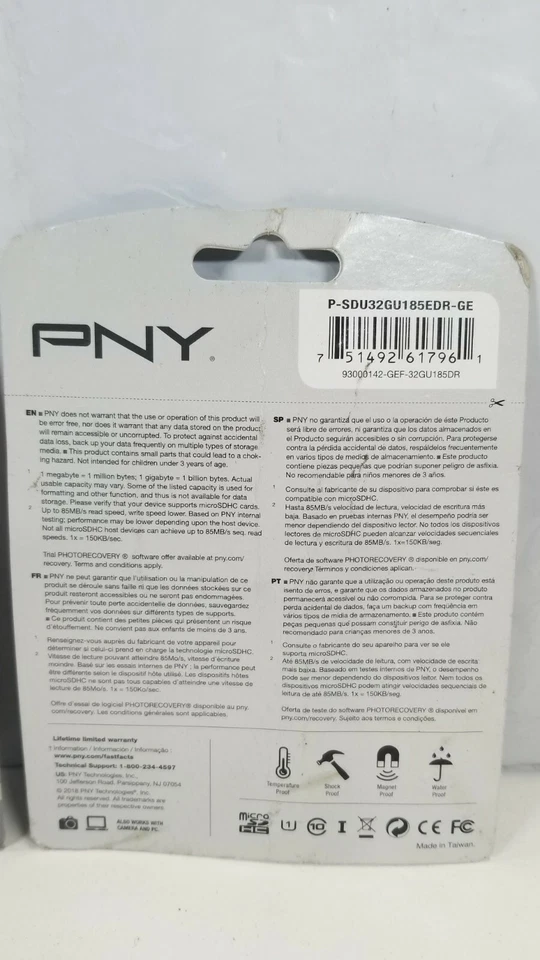 P-SDU32GU185EDR-GE
7 51492 61796 1
93000142-GEF-32GU185DR
PNY®
EN ■ PNY does not warrant that the use or operation of this product will
be error free, nor does it warrant that any data stored on the product
will remain accessible or uncorrupted. To protect against accidental
data loss, back up your data frequently on multiple types of storage
media. ■ This product contains small parts that could lead to a chok-
ing hazard. Not intended for children under 3 years of age.
1 1 megabyte = 1 million bytes; 1 gigabyte = 1 billion bytes. Actual
usable capacity may vary. Some of the listed capacity is used for
formatting and other function, and thus is not available for data
storage. Please verify that your device supports microSDHC cards.
2 Up to 85MB/s read speed, write speed lower. Based on PNY internal
testing; performance may be lower depending upon the host device.
Not all microSDHC host devices can achieve up to 85MB/s seq. read
speeds. 1x = 150KB/sec.
Trial PHOTORECOVERY ® software offer available at pny.com/
recovery. Terms and conditions apply.
FR ■ PNY ne peut garantir que l'utilisation ou la manipulation de ce
produit se déroule sans faille ni que les données stockées sur ce
produit resteront accessibles ou ne seront pas endommagées.
Pour prévenir toute perte accidentelle de données, sauvegardez
fréquemment vos données sur différents types de supports.
■ Ce produit contient des petites pièces qui présentent un risque
d'étouffement. Ne convient pas aux enfants de moins de 3 ans.
1 Renseignez-vous auprès du fabricant de votre appareil pour
déterminer si celui-ci prend en charge la technologie microSDHC.
2 Vitesse de lecture pouvant atteindre 85Mo/s, vitesse d'écriture
moindre. Basé sur les essais internes de PNY ; la performance peut
être différente selon le dispositif hôte utilisé. Les dispositifs hôtes
microSDHC ne sont pas tous capables d'atteindre une vitesse de
lecture de 85Mo/s. 1x = 150Ko/sec.
Offre d'essai de logiciel PHOTORECOVERY® disponible au pny.
com/recovery. Les conditions générales sont applicables.
SP ■ PNY no garantiza que el uso o la operación de éste Producto
será libre de errores, ni garantiza que los datos almacenados en
el Producto seguirán accesibles o sin corrupción. Para protegerse
contra la pérdida accidental de datos, respáldelos frecuentemente
en varios tipos de medios de almacenamiento. ■ Este producto
contiene piezas pequeñas que podrían suponer peligro de asfixia.
No recomendable para niños menores de 3 años.
1 Consulte al fabricante de su dispositivo para comprobar si éste es
compatible con microSDHC.
2 Hasta 85MB/s velocidad de lectura, velocidad de escritura más
baja. Basado en pruebas internas PNY, el desempeño podría ser
menor dependiendo del dispositivo lector. No todos los dispositivos
lectores de microSDHC pueden alcanzar velocidades secuenciales
de lectura y escritura de 85MB/s. 1x=150KB/seg.
Oferta de software PHOTORECOVERY ® disponible en pny.com/
recovery.Términos y condiciones aplican.
PT ■ PNY não garante que a utilização ou operação deste produto está
isento de erros, e garante que os dados armazenados no produto
permanecerá acessível ou não corrompida. Para se proteger contra
perda acidental de dados, faça um backup com freqüência em
vários tipos de mídia de armazenamento. ■ Este produto contém
peças pequenas que podem constituir perigo de asfixia. Não
recomendado para crianças menores de 3 anos.
1 Consulte o fabricante do seu aparelho para ver se ele
suporta microSDHC.
2 Até 85MB/s de velocidade de leitura, com velocidade de escrita
mais baixa. Baseado em testes internos de PNY, o desempenho
pode ser menor dependendo do dispositivo leitor. Nem todos os
dispositivos microSDHC podem atingir velocidades sequenciais de
leitura de até 85MB/s. 1x = 150KB/seg.
Oferta de teste do software PHOTORECOVERY ® disponível em
pny.com/recovery. Sujeito aos termos e condições.
Lifetime limited warranty
† Information / Información / Informação :
www.pny.com/fastfacts
Technical Support: 1-800-234-4597
US: PNY Technologies, Inc.
100 Jefferson Road, Parsippany, NJ 07054
© 2016 PNY Technologies®, Inc.
All rights reserved. All trademarks are
properties of their respective owners.
ALSO WORKS WITH
CAMERA AND PC.
Temperature
Proof
Shock
Proof
Magnet
Proof
Water
Proof
micro
SD
HC
U1
10
I
CE FC
Made in Taiwan.